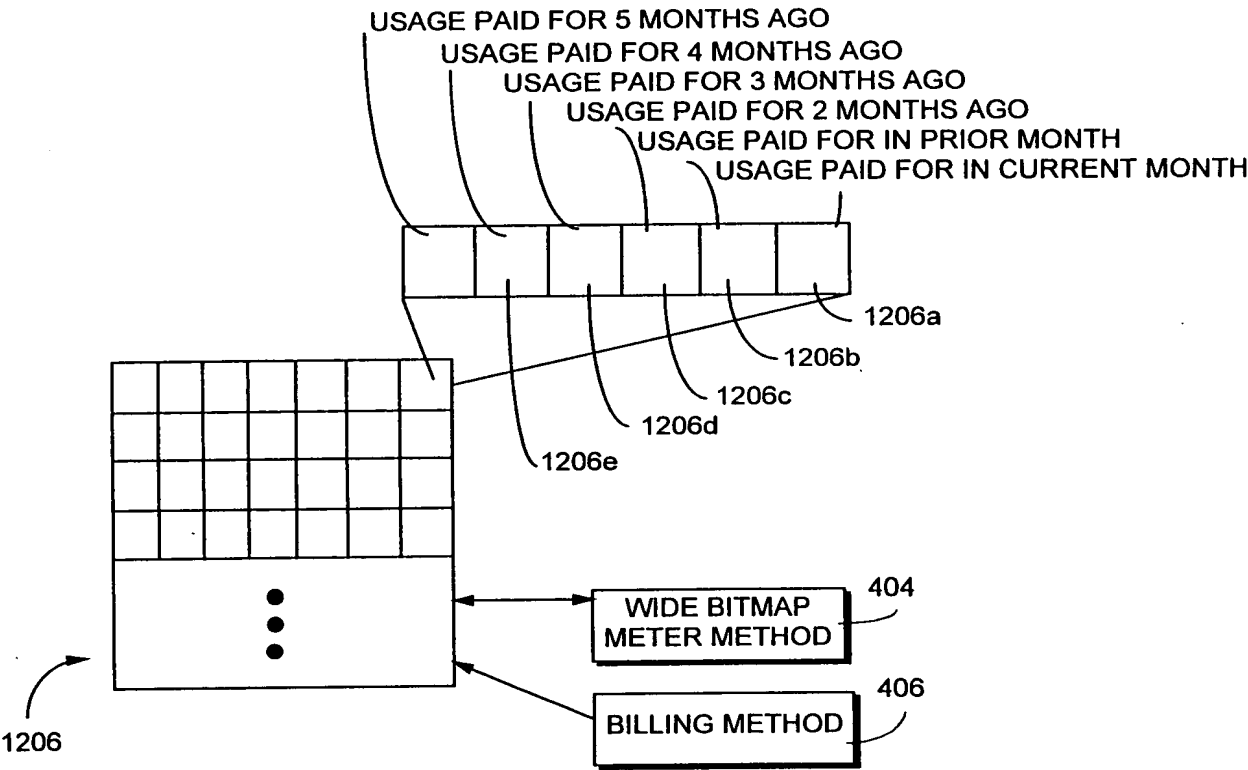 USAGE PAID FOR 5 MONTHS AGO
USAGE PAID FOR 4 MONTHS AGO
USAGE PAID FOR 3 MONTHS AGO
USAGE PAID FOR 2 MONTHS AGO
USAGE PAID FOR IN PRIOR MONTH
USAGE PAID FOR IN CURRENT MONTH
1206a
1206b
1206c
1206d
1206e
404
WIDE BITMAP
METER METHOD
406
BILLING METHOD
1206